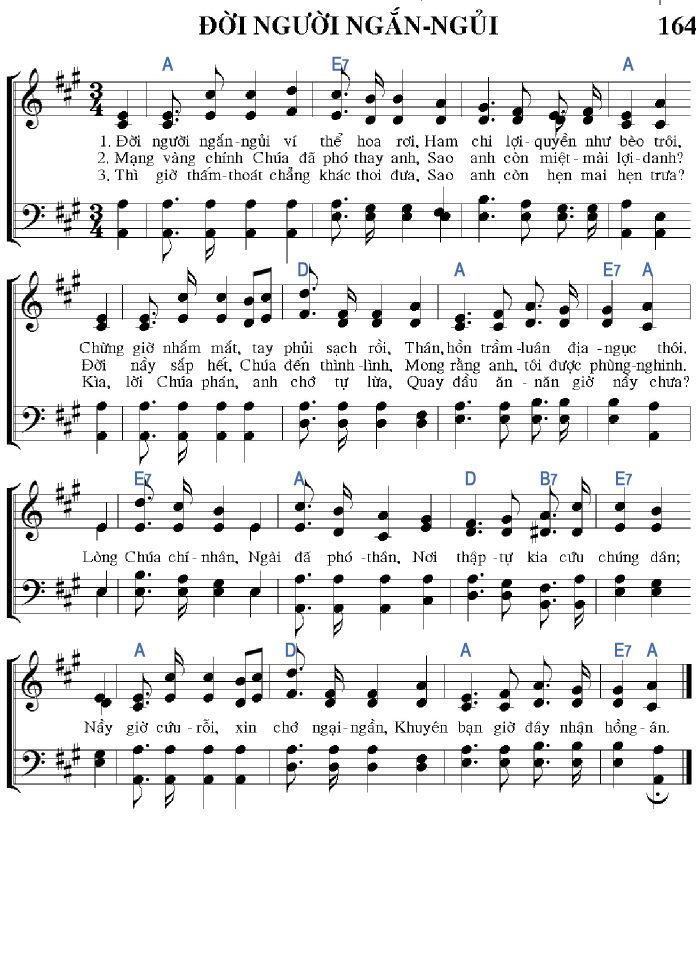 ĐỜI NGƯỜI NGẮN-NGỦI 164
A E7 A
3 4
1. Đời người ngắn-ngủi ví thể hoa rơi, Ham chi lợi-quyền như bèo trôi.
2. Mạng vàng chính Chúa đã phó thay anh, Sao anh còn miệt-mài lợi-danh?
3. Thì giờ thấm-thoát chẳng khác thoi đưa, Sao anh còn hẹn mai hẹn trưa?
3 4
D A E7 A
Chừng giờ nhắm mắt, tay phủi sạch rồi, Thân, hồn trầm-luân địa-ngục thôi.
Đời nầy sắp hết, Chúa đến thình-lình, Mong rằng anh, tôi được phùng-nghinh.
Kìa, lời Chúa phán, anh chớ tự lừa, Quay đầu ăn-năn giờ nầy chưa?
E7 A D B7 E7
Lòng Chúa chí-nhân, Ngài đã phó-thân, Nơi thập-tự kia cứu chúng dân;
A D A E7 A
Nầy giờ cứu-rỗi, xin chớ ngại-ngần, Khuyên bạn giờ đây nhận hồng-ân.